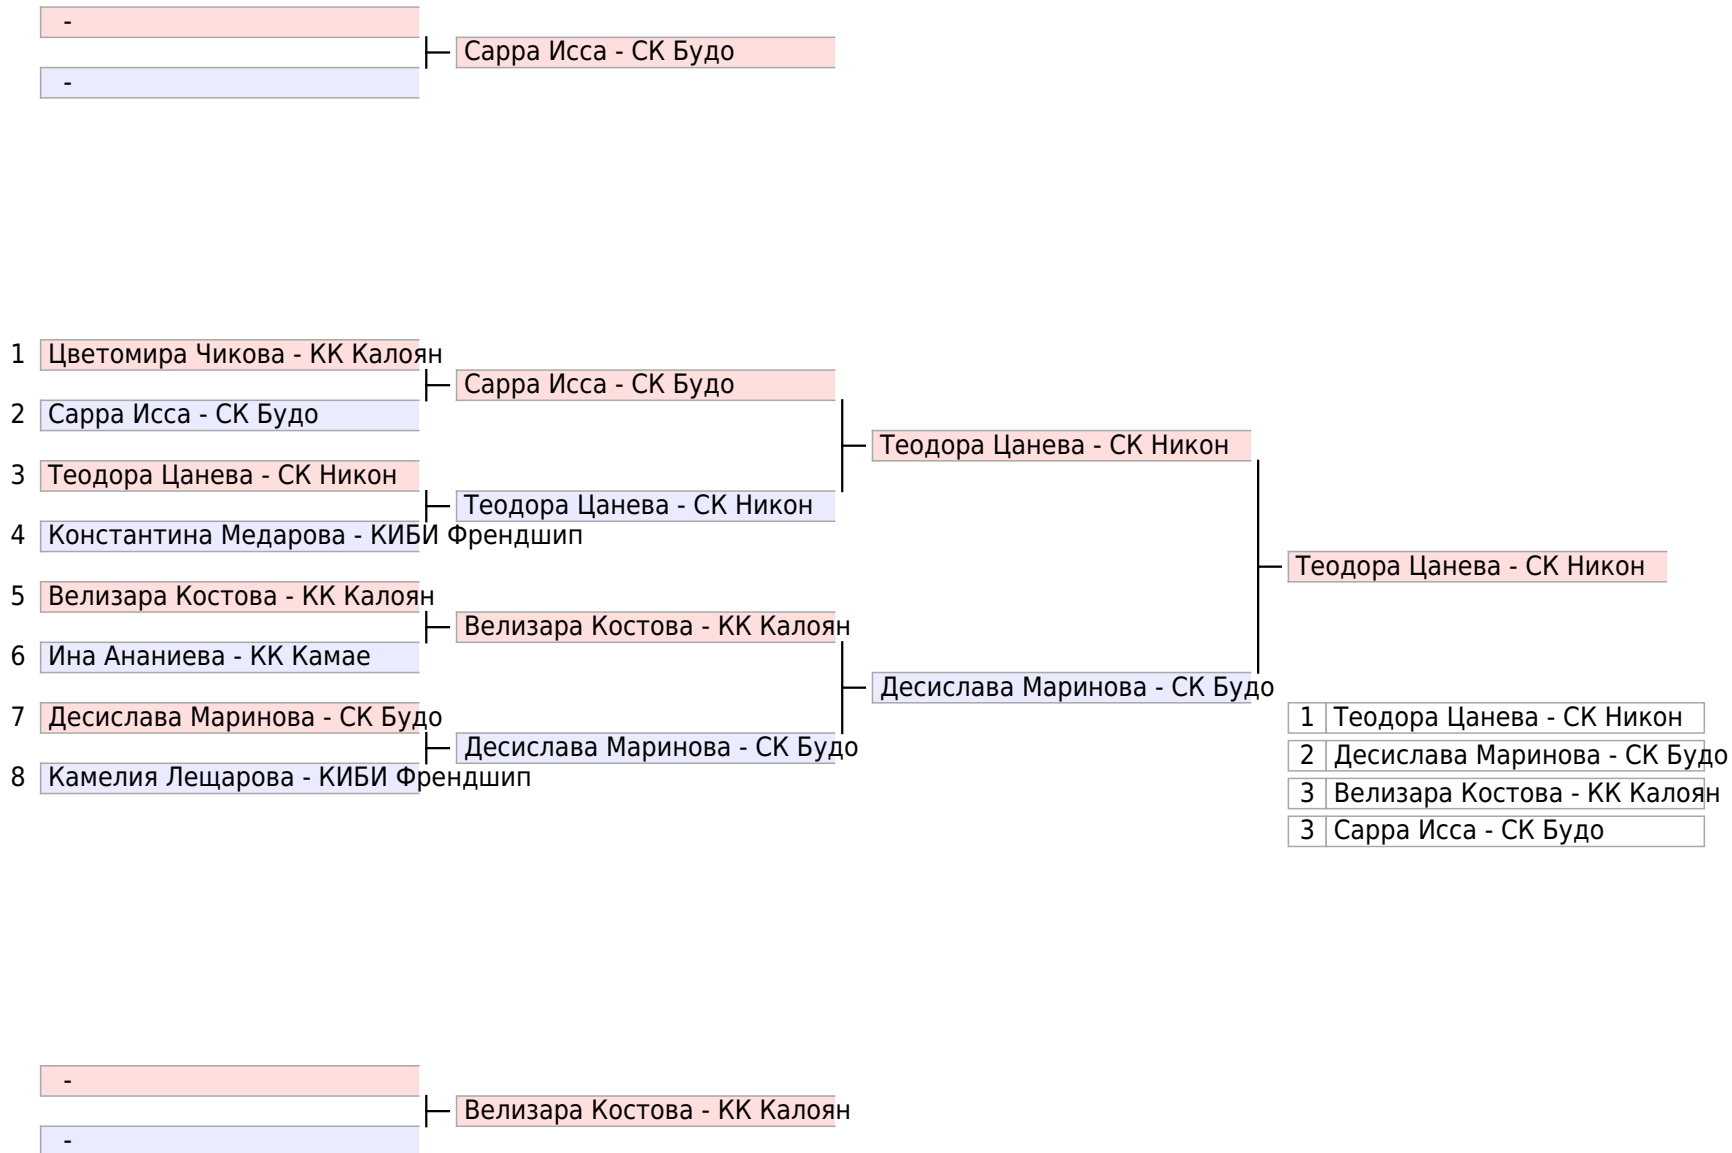 -
Сарра Исса - СК Будо
-
1 Цветомира Чикова - КК Калоян
Сарра Исса - СК Будо
2 Сарра Исса - СК Будо
Теодора Цанева - СК Никон
3 Теодора Цанева - СК Никон
Теодора Цанева - СК Никон
4 Константина Медарова - КИБИ Френдшип
Теодора Цанева - СК Никон
5 Велизара Костова - КК Калоян
Велизара Костова - КК Калоян
6 Ина Ананиева - КК Камае
Десислава Маринова - СК Будо
7 Десислава Маринова - СК Будо
Десислава Маринова - СК Будо
8 Камелия Лещарова - КИБИ Френдшип
1 Теодора Цанева - СК Никон
2 Десислава Маринова - СК Будо
3 Велизара Костова - КК Калоян
3 Сарра Исса - СК Будо
-
Велизара Костова - КК Калоян
-